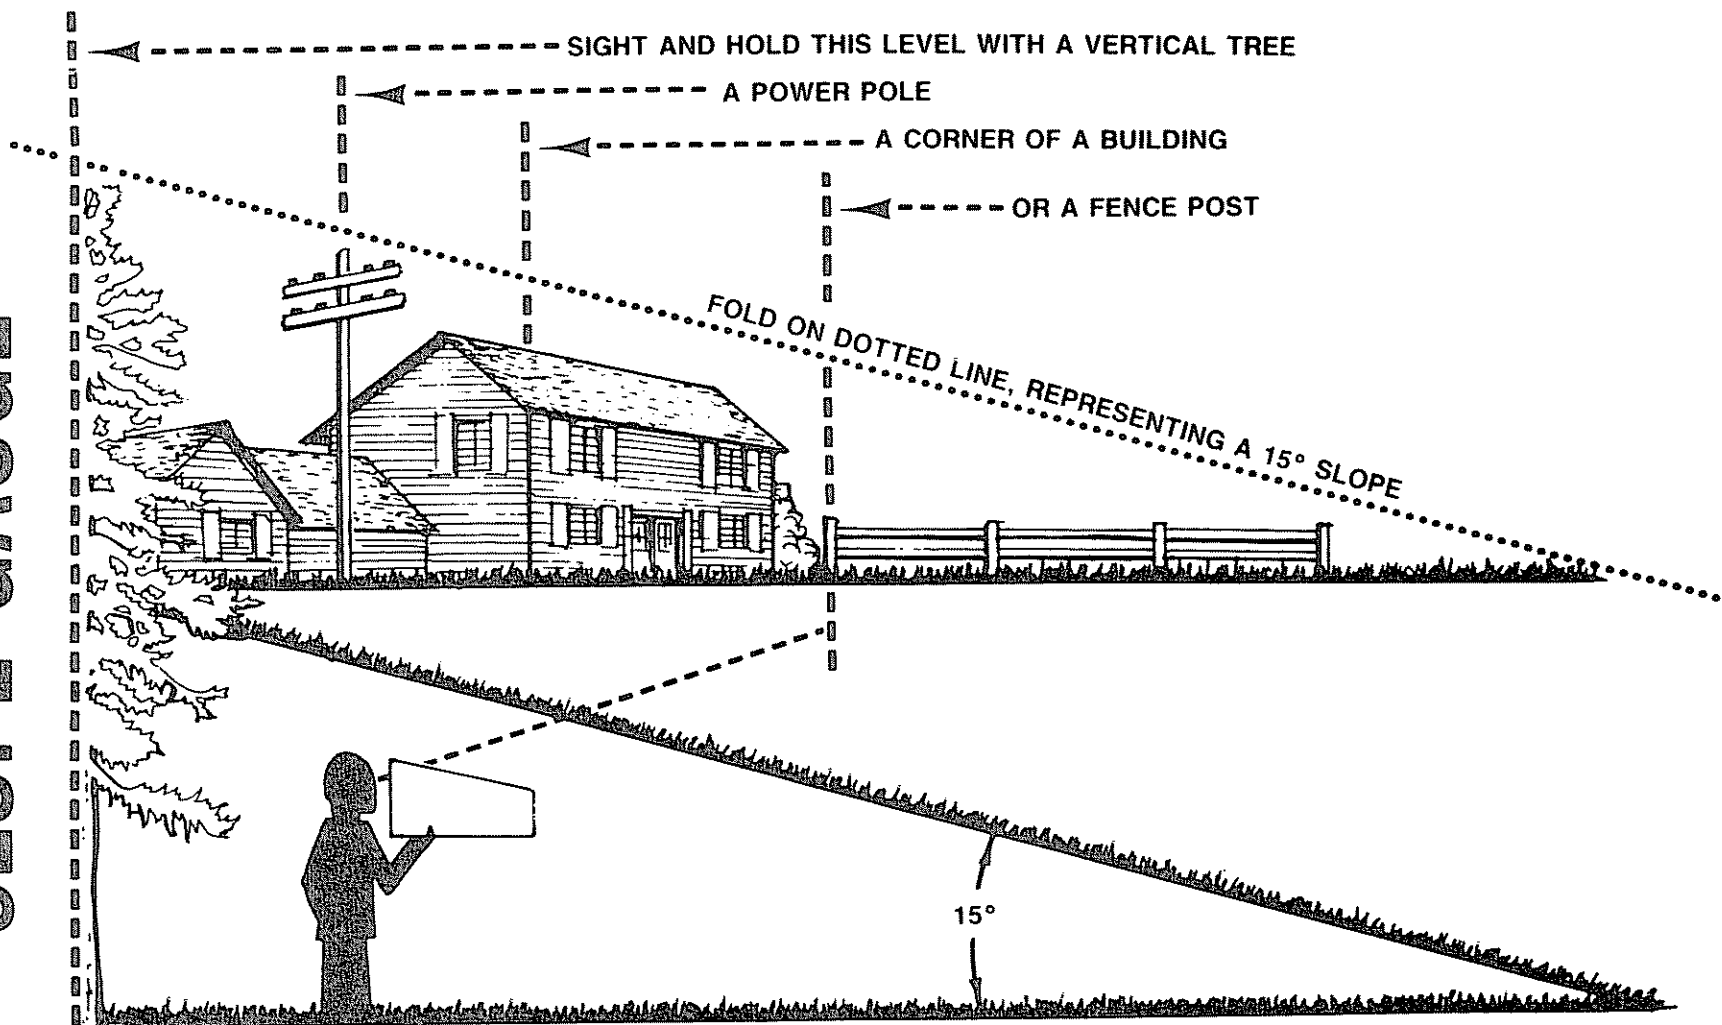 SIGHT AND HOLD THIS LEVEL WITH A VERTICAL TREE
A POWER POLE
A CORNER OF A BUILDING
OR A FENCE POST
FOLD ON DOTTED LINE, REPRESENTING A 15° SLOPE
15°